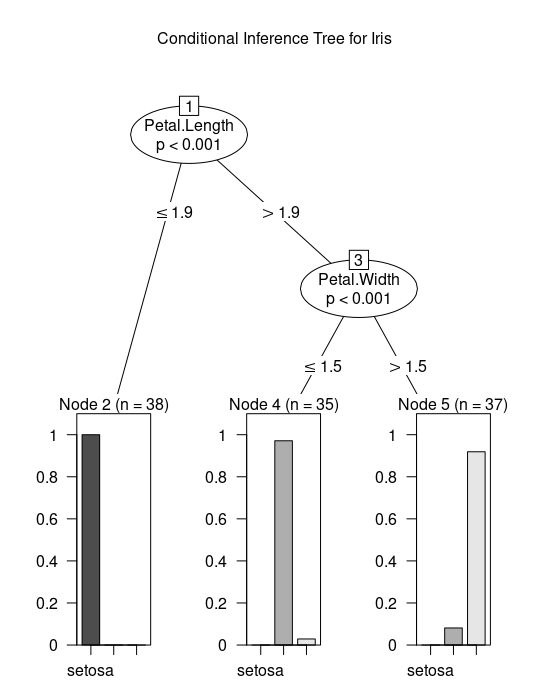 Conditional Inference Tree for Iris
1
Petal.Length
p < 0.001
≤ 1.9
> 1.9
3
Petal.Width
p < 0.001
≤ 1.5
> 1.5
Node 2 (n = 38)
1
0.8
0.6
0.4
0.2
0
setosa
Node 4 (n = 35)
1
0.8
0.6
0.4
0.2
0
setosa
Node 5 (n = 37)
1
0.8
0.6
0.4
0.2
0
setosa